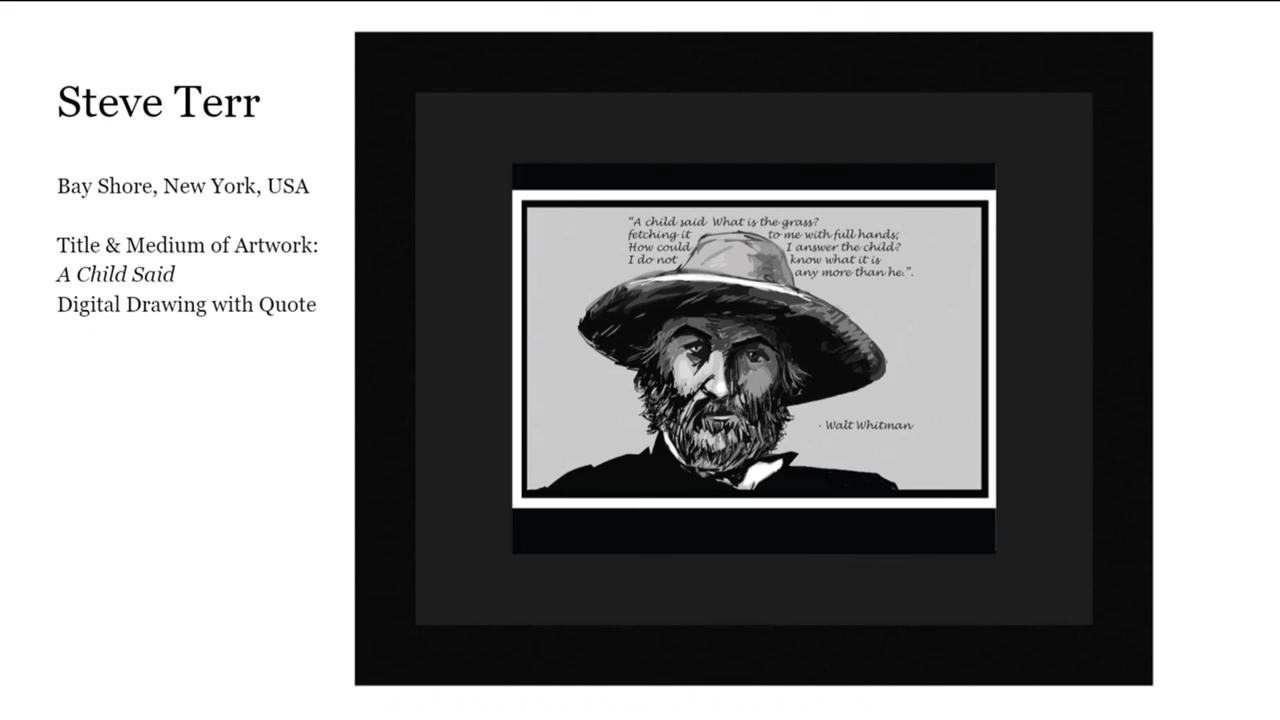 Steve Terr
Bay Shore, New York, USA
Title & Medium of Artwork:
A Child Said
Digital Drawing with Quote
"A child said What is the grass?
fetching it to me with full hands;
How could I answer the child?
I do not know what it is
any more than he.".
- Walt Whitman